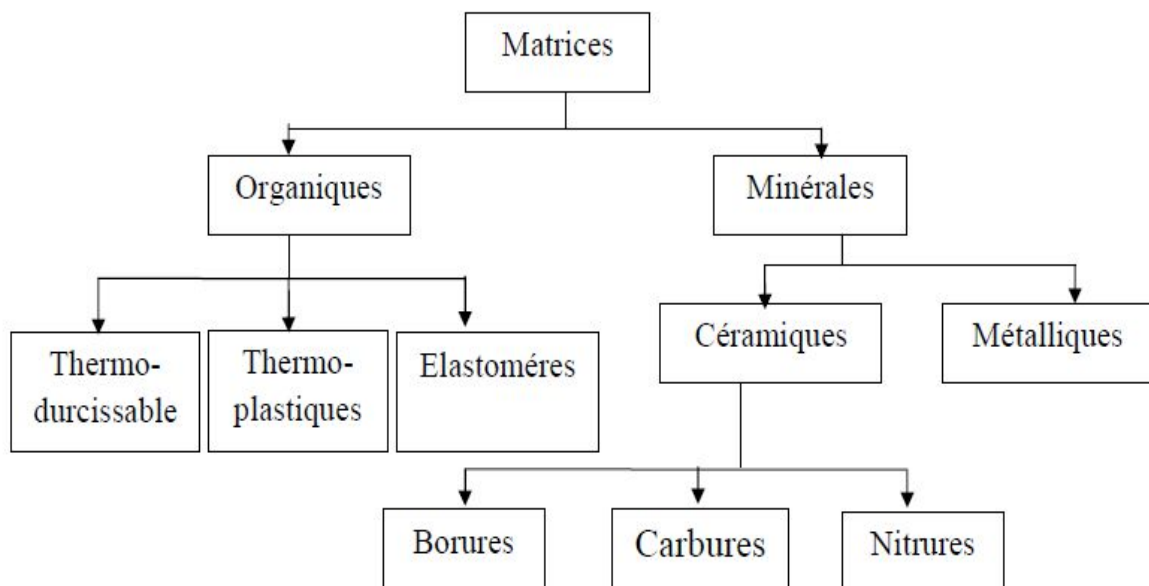 Matrices
Organiques
Minérales
Céramiques
Métalliques
Thermo-
durcissable
Thermo-
plastiques
Elastoméres
Borures
Carbures
Nitrures